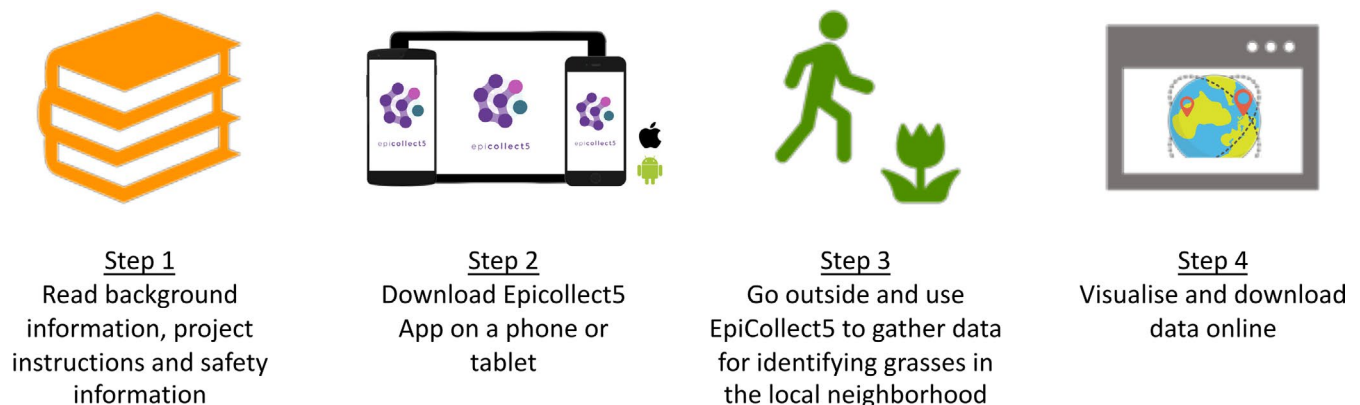 epicollect5
epicollect5
epicollect5
Step 1
Read background
information, project
instructions and safety
information
Step 2
Download Epicollect5
App on a phone or
tablet
Step 3
Go outside and use
EpiCollect5 to gather data
for identifying grasses in
the local neighborhood
Step 4
Visualise and download
data online